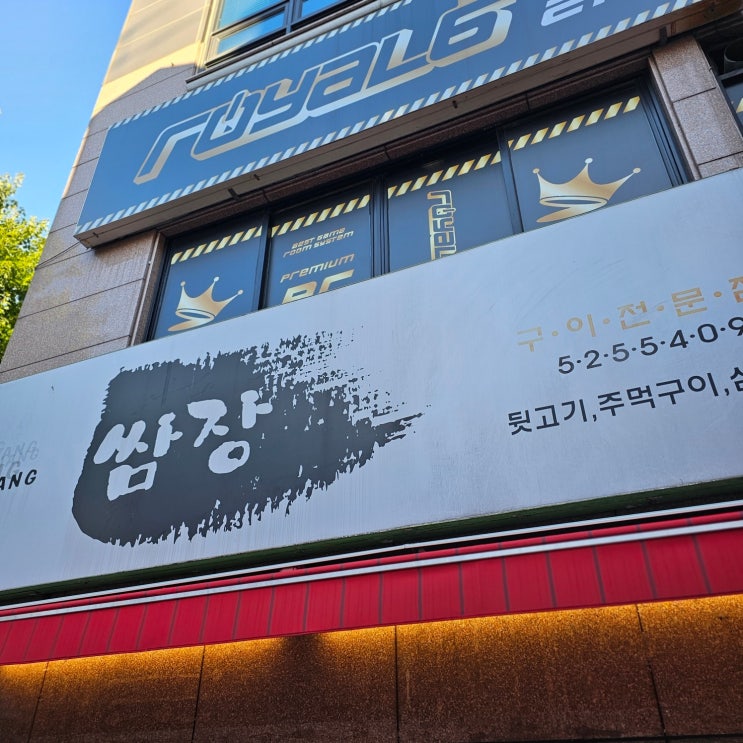 royal6
BEST GAME
ROOM SYSTEM
Premium
PC
royal
구·이·전·문·점
5·2·5·5·4·0·9
쌈장
ANG
뒷고기,주먹구이,